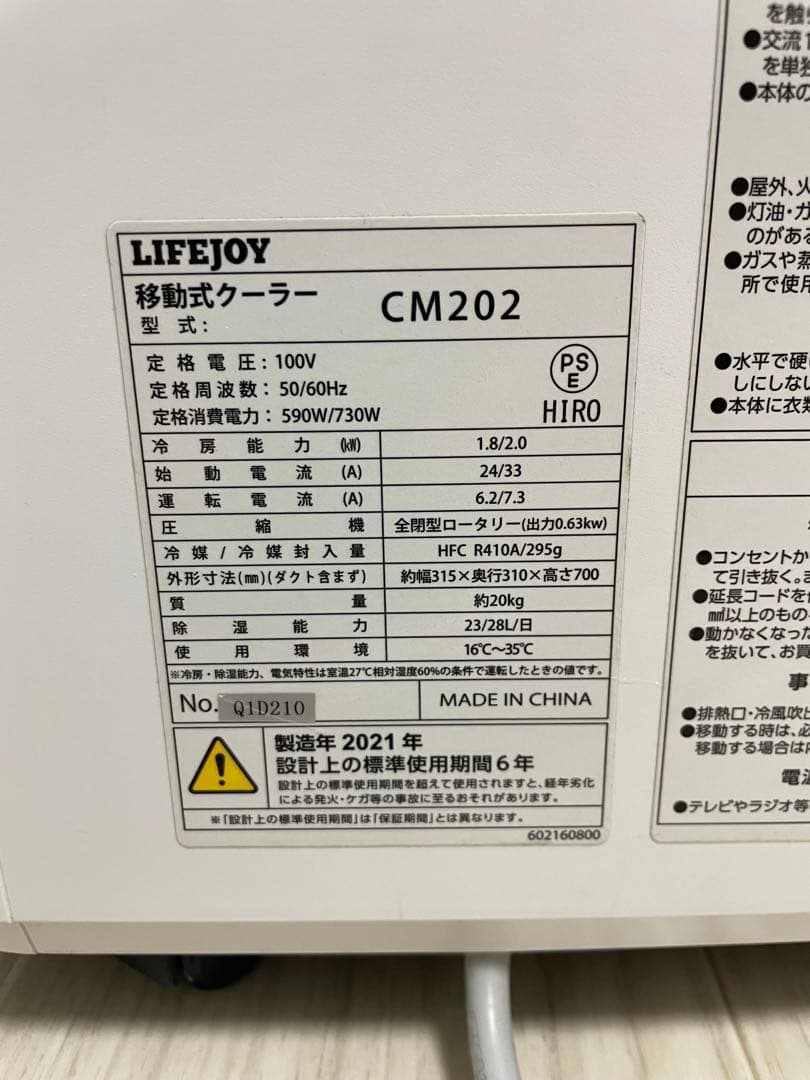 LIFEJOY
移動式クーラー
型式: CM202
定格電圧: 100V
定格周波数: 50/60Hz
定格消費電力: 590W/730W
PS
E
HIRO
冷房能力(kW) 1.8/2.0
始動電流(A) 24/33
運転電流(A) 6.2/7.3
圧縮機 全閉型ロータリー(出力0.63kw)
冷媒/冷媒封入量 HFC R410A/295g
外形寸法(mm)(ダクト含まず) 約幅315×奥行310×高さ700
質量 約20kg
除湿能力 23/28L/日
使用環境 16℃〜35℃
※冷房・除湿能力、電気特性は室温27℃相対湿度60%の条件で運転したときの値です。
No. Q1D210 MADE IN CHINA
製造年 2021年
設計上の標準使用期間6年
設計上の標準使用期間を超えて使用されますと、経年劣化
による発火・ケガ等の事故に至るおそれがあります。
※「設計上の標準使用期間」は「保証期間」とは異なります。
602160800
を触
●交流1
を単独
●本体の
●屋外、火
●灯油・ガ
のがある
●ガスや蒸
所で使用
●水平で硬い
しにしない
●本体に衣類
●コンセントか
て引き抜く。
●延長コードを
㎟以上のもの
●動かなくなった
を抜いて、お買
事
●排熱口・冷風吹出
●移動する時は、必
移動する場合は
電源
●テレビやラジオ等